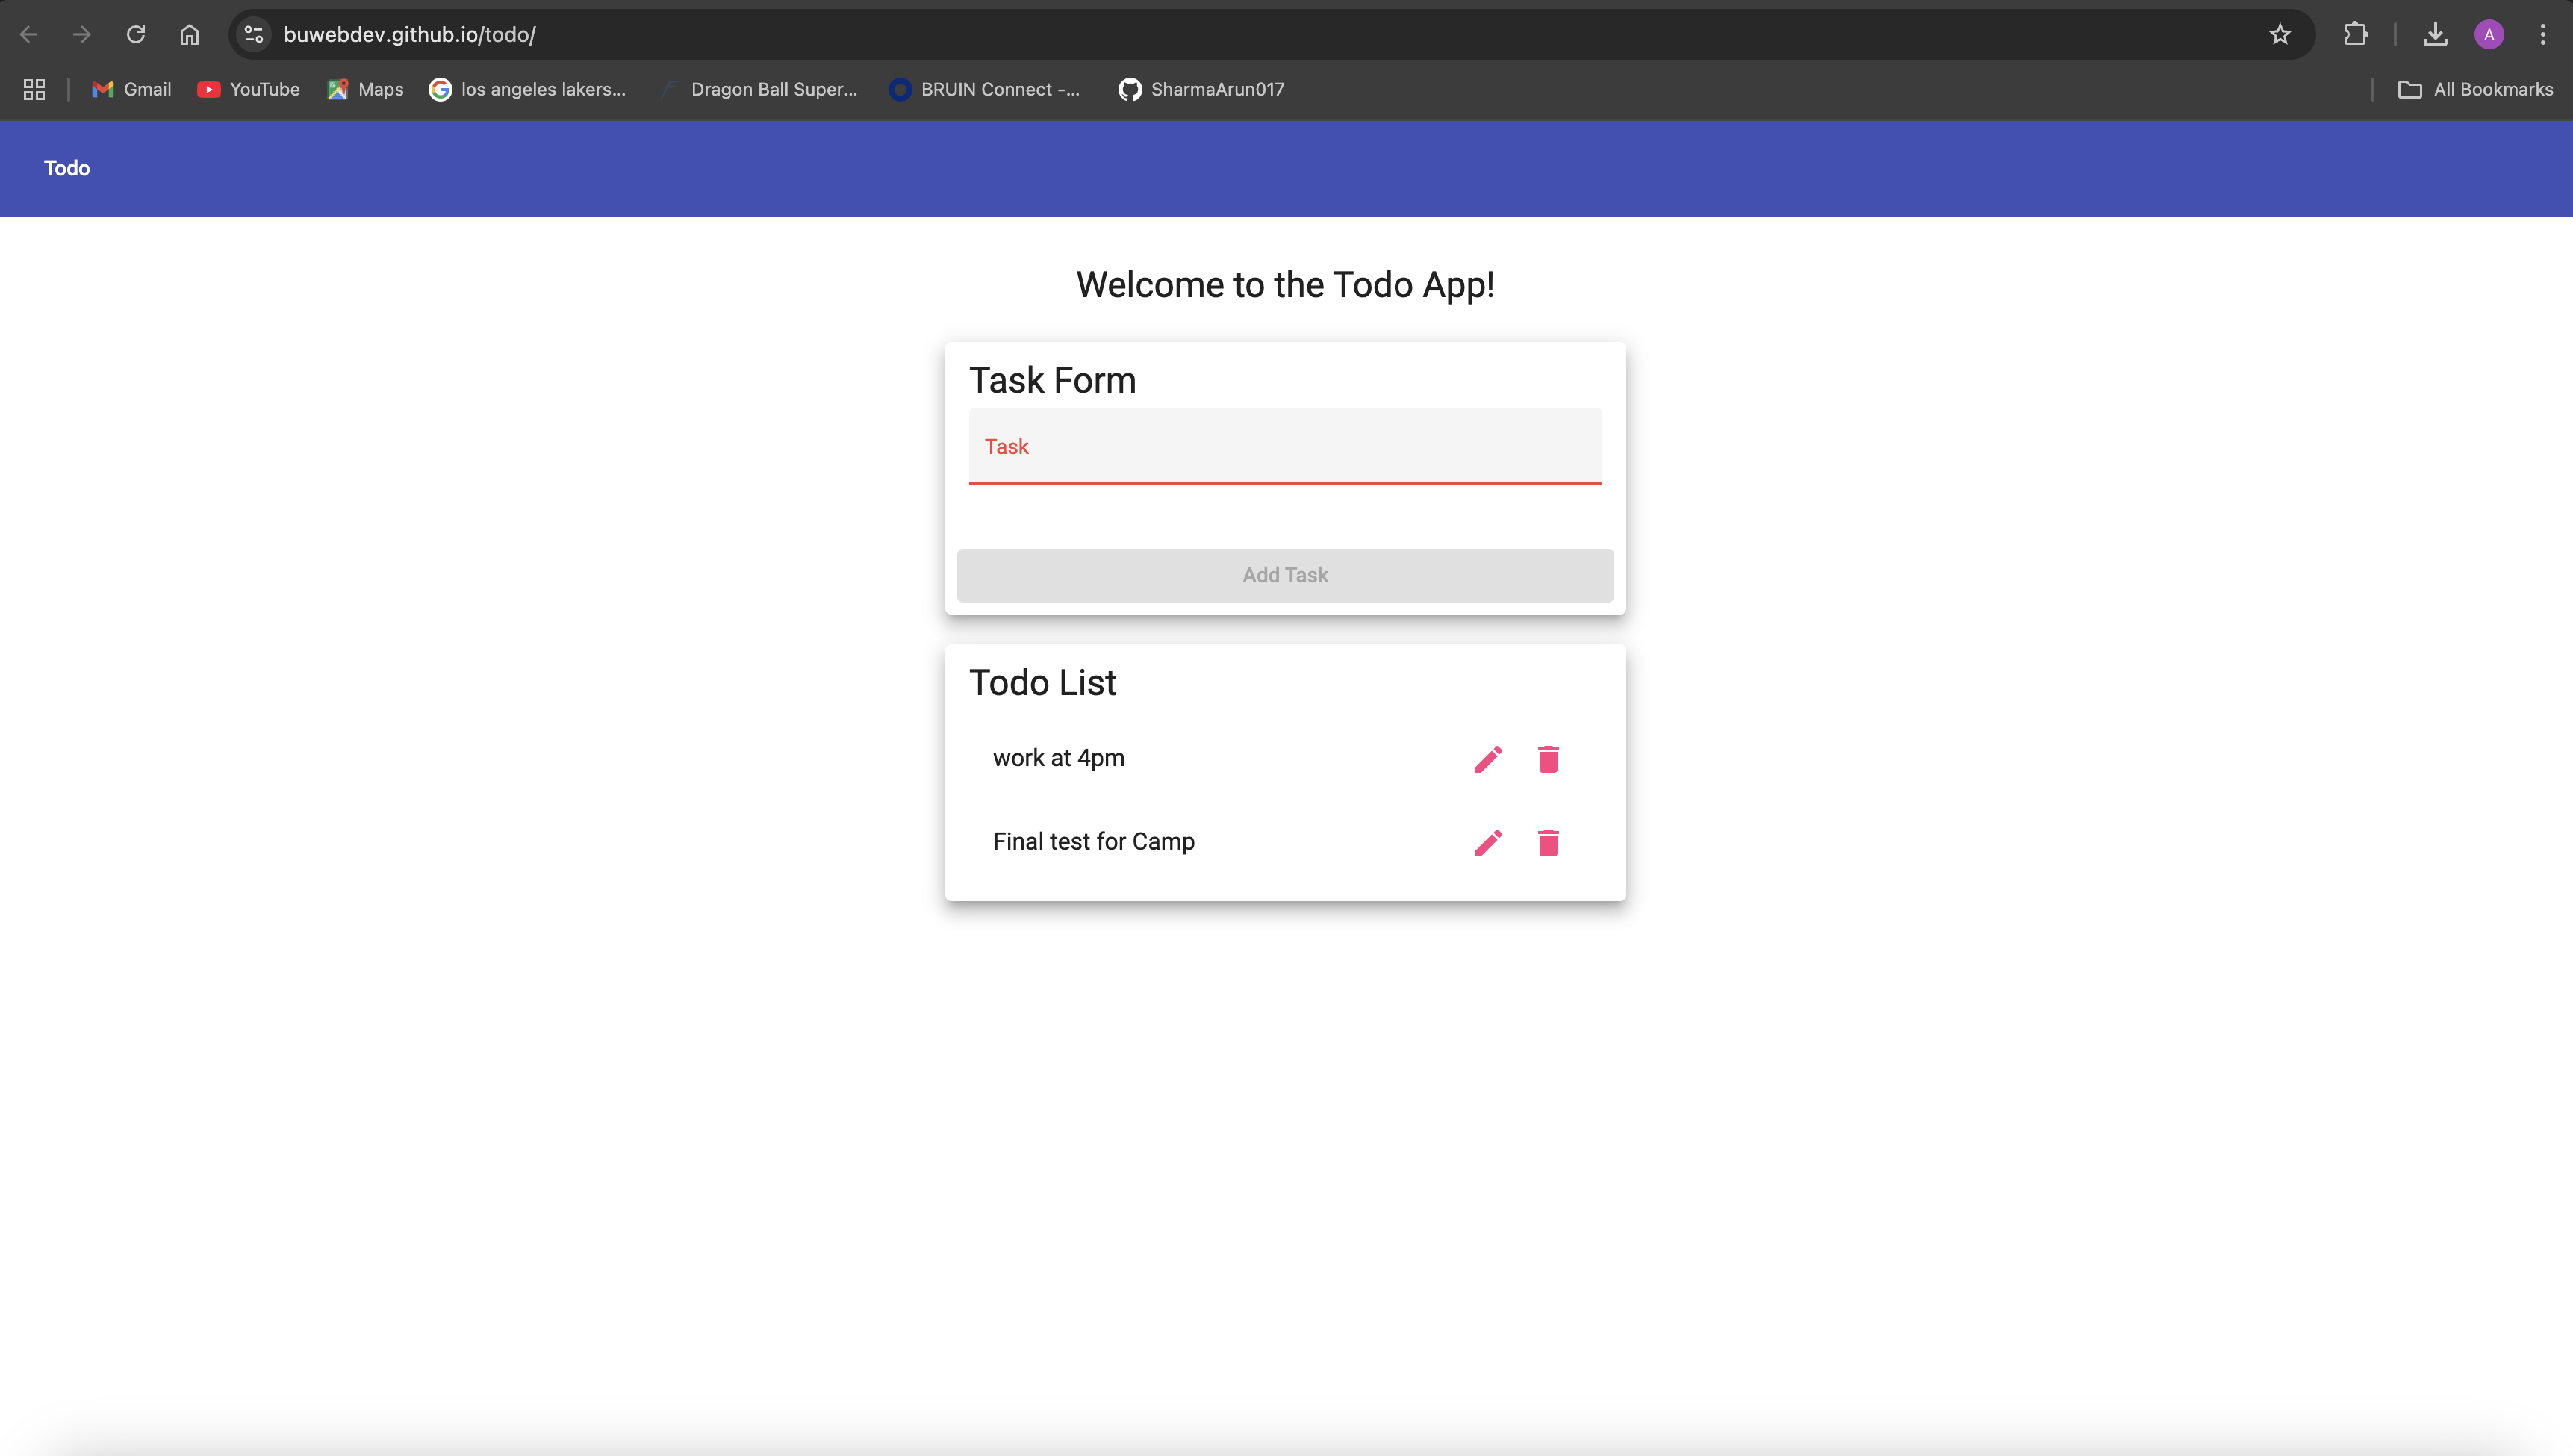 buwebdev.github.io/todo/
A
Gmail
YouTube
Maps
los angeles lakers...
Dragon Ball Super...
BRUIN Connect -...
SharmaArun017
All Bookmarks
Todo
Welcome to the Todo App!
Task Form
Task
Add Task
Todo List
work at 4pm
Final test for Camp